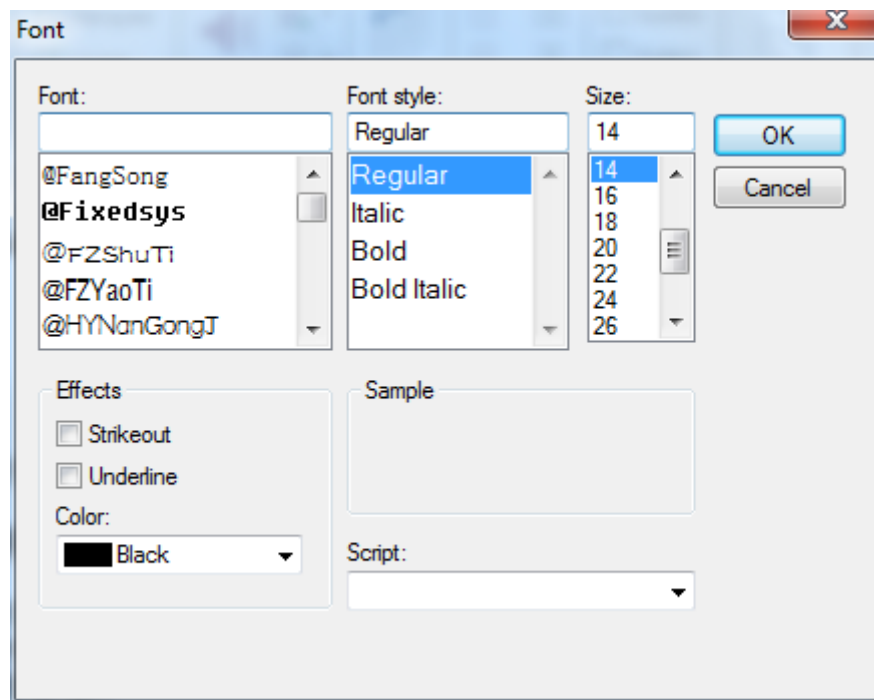 Font
Font:
Font style:
Size:
Regular
14
OK
Cancel
@FangSong
@Fixedsys
@FZShuTi
@FZYaoTi
@HYNanGongJ
Regular
Italic
Bold
Bold Italic
14
16
18
20
22
24
26
Effects
Strikeout
Underline
Color:
Black
Sample
Script: